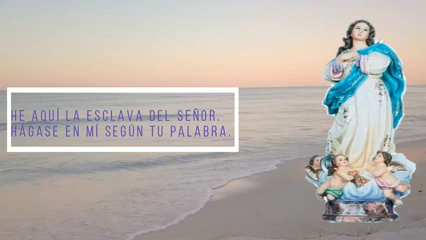 HE AQUÍ LA ESCLAVA DEL SEÑOR.
HÁGASE EN MÍ SEGÚN TU PALABRA.